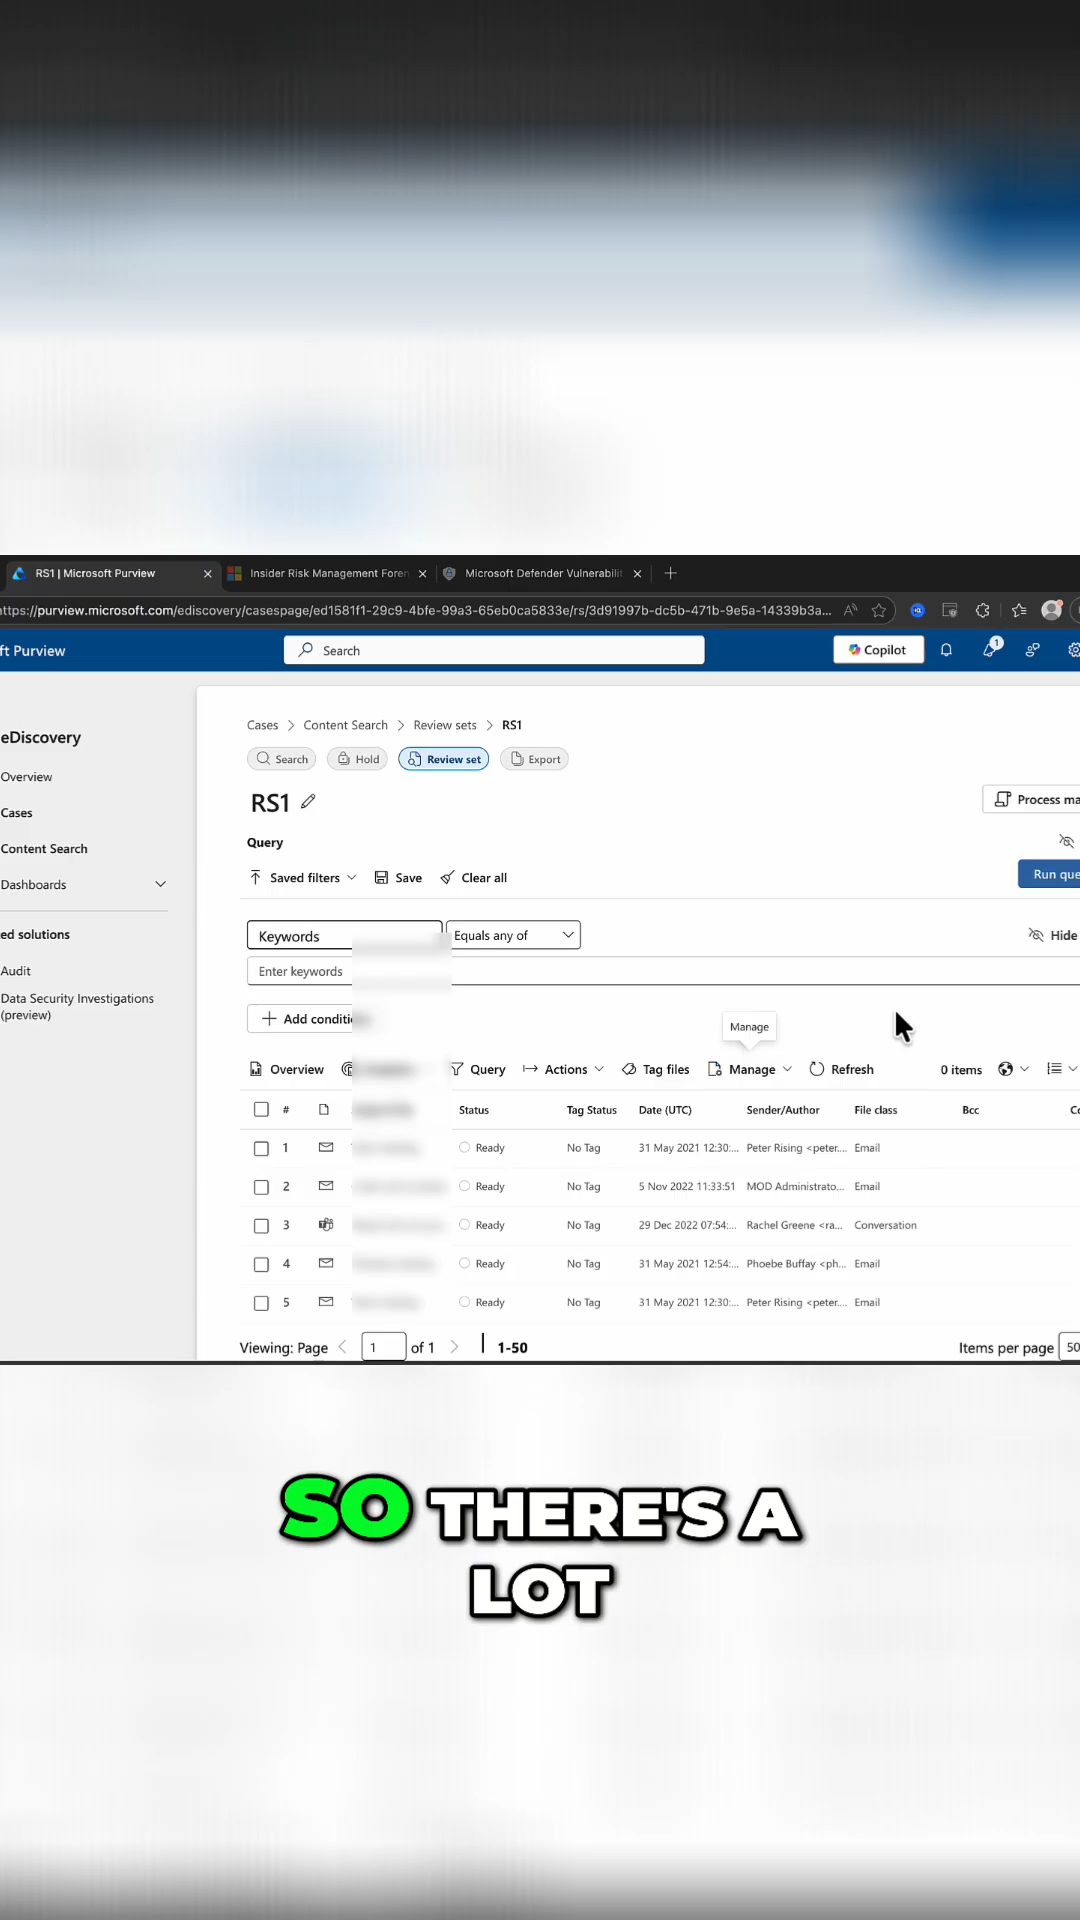 RS1 | Microsoft Purview
Insider Risk Management Foren
Microsoft Defender Vulnerabilit
https://purview.microsoft.com/ediscovery/casespage/ed1581f1-29c9-4bfe-99a3-65eb0ca5833e/rs/3d91997b-dc5b-471b-9e5a-14339b3a...
ft Purview
Search
Copilot
1
eDiscovery
Overview
Cases
Content Search
Dashboards
ed solutions
Audit
Data Security Investigations
(preview)
Cases > Content Search > Review sets > RS1
Search Hold Review set Export
RS1
Process ma
Query
Saved filters Save Clear all
Run que
Keywords Equals any of
Hide
Enter keywords
Add conditi
Manage
Overview Query Actions Tag files Manage Refresh 0 items
# Status Tag Status Date (UTC) Sender/Author File class Bcc Co
1 Ready No Tag 31 May 2021 12:30:... Peter Rising <peter.... Email
2 Ready No Tag 5 Nov 2022 11:33:51 MOD Administrato... Email
3 Ready No Tag 29 Dec 2022 07:54:... Rachel Greene <ra... Conversation
4 Ready No Tag 31 May 2021 12:54:... Phoebe Buffay <ph... Email
5 Ready No Tag 31 May 2021 12:30:... Peter Rising <peter.... Email
Viewing: Page 1 of 1 1-50 Items per page 50
SO THERE'S A
LOT